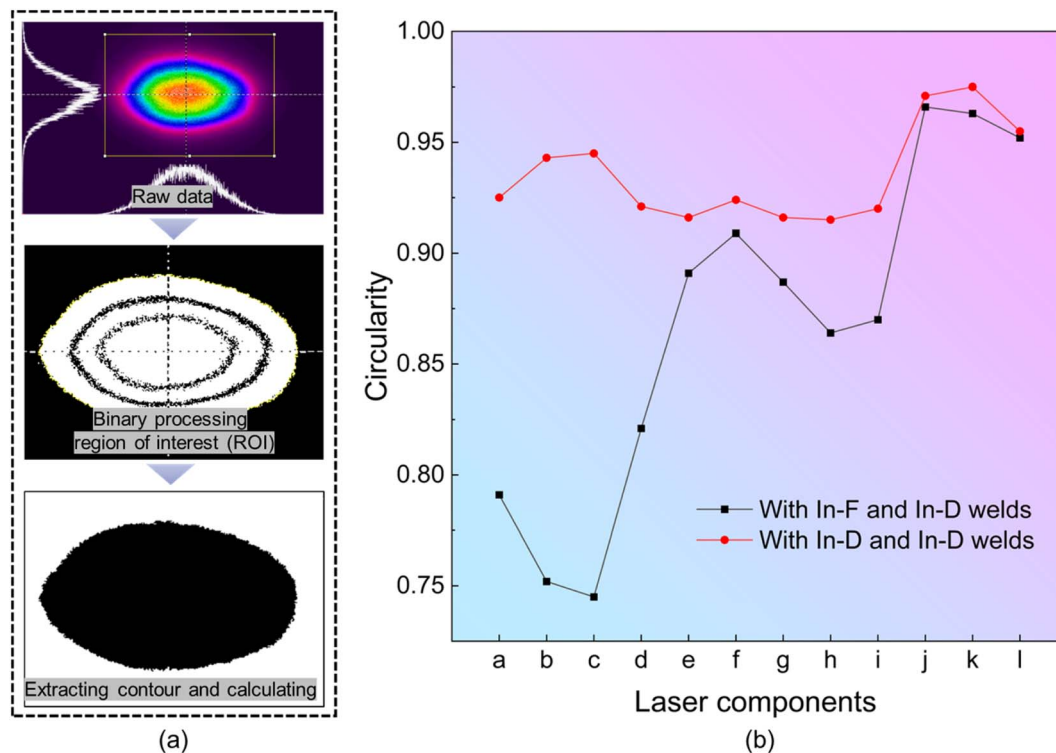 Raw data
Binary processing
region of interest (ROI)
Extracting contour and calculating
(a)
1.00
0.95
0.90
0.85
0.80
0.75
Circularity
With In-F and In-D welds
With In-D and In-D welds
a b c d e f g h i j k l
Laser components
(b)